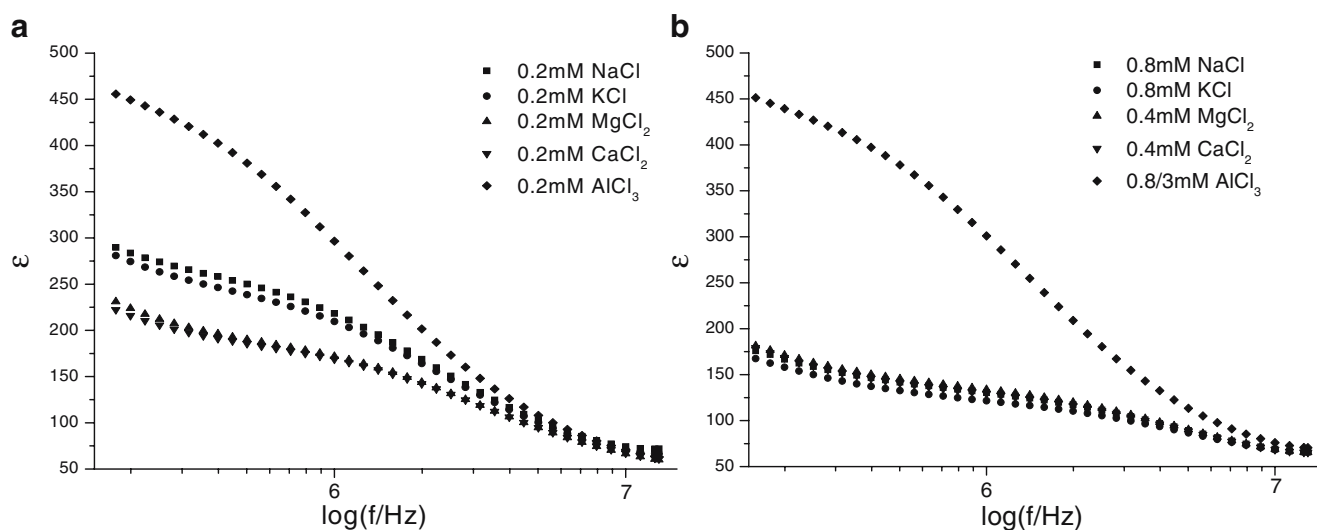 a
500
450
400
350
300
250
200
150
100
50
ε
6
7
log(f/Hz)
0.2mM NaCl
0.2mM KCl
0.2mM MgCl₂
0.2mM CaCl₂
0.2mM AlCl₃
b
500
450
400
350
300
250
200
150
100
50
ε
6
7
log(f/Hz)
0.8mM NaCl
0.8mM KCl
0.4mM MgCl₂
0.4mM CaCl₂
0.8/3mM AlCl₃